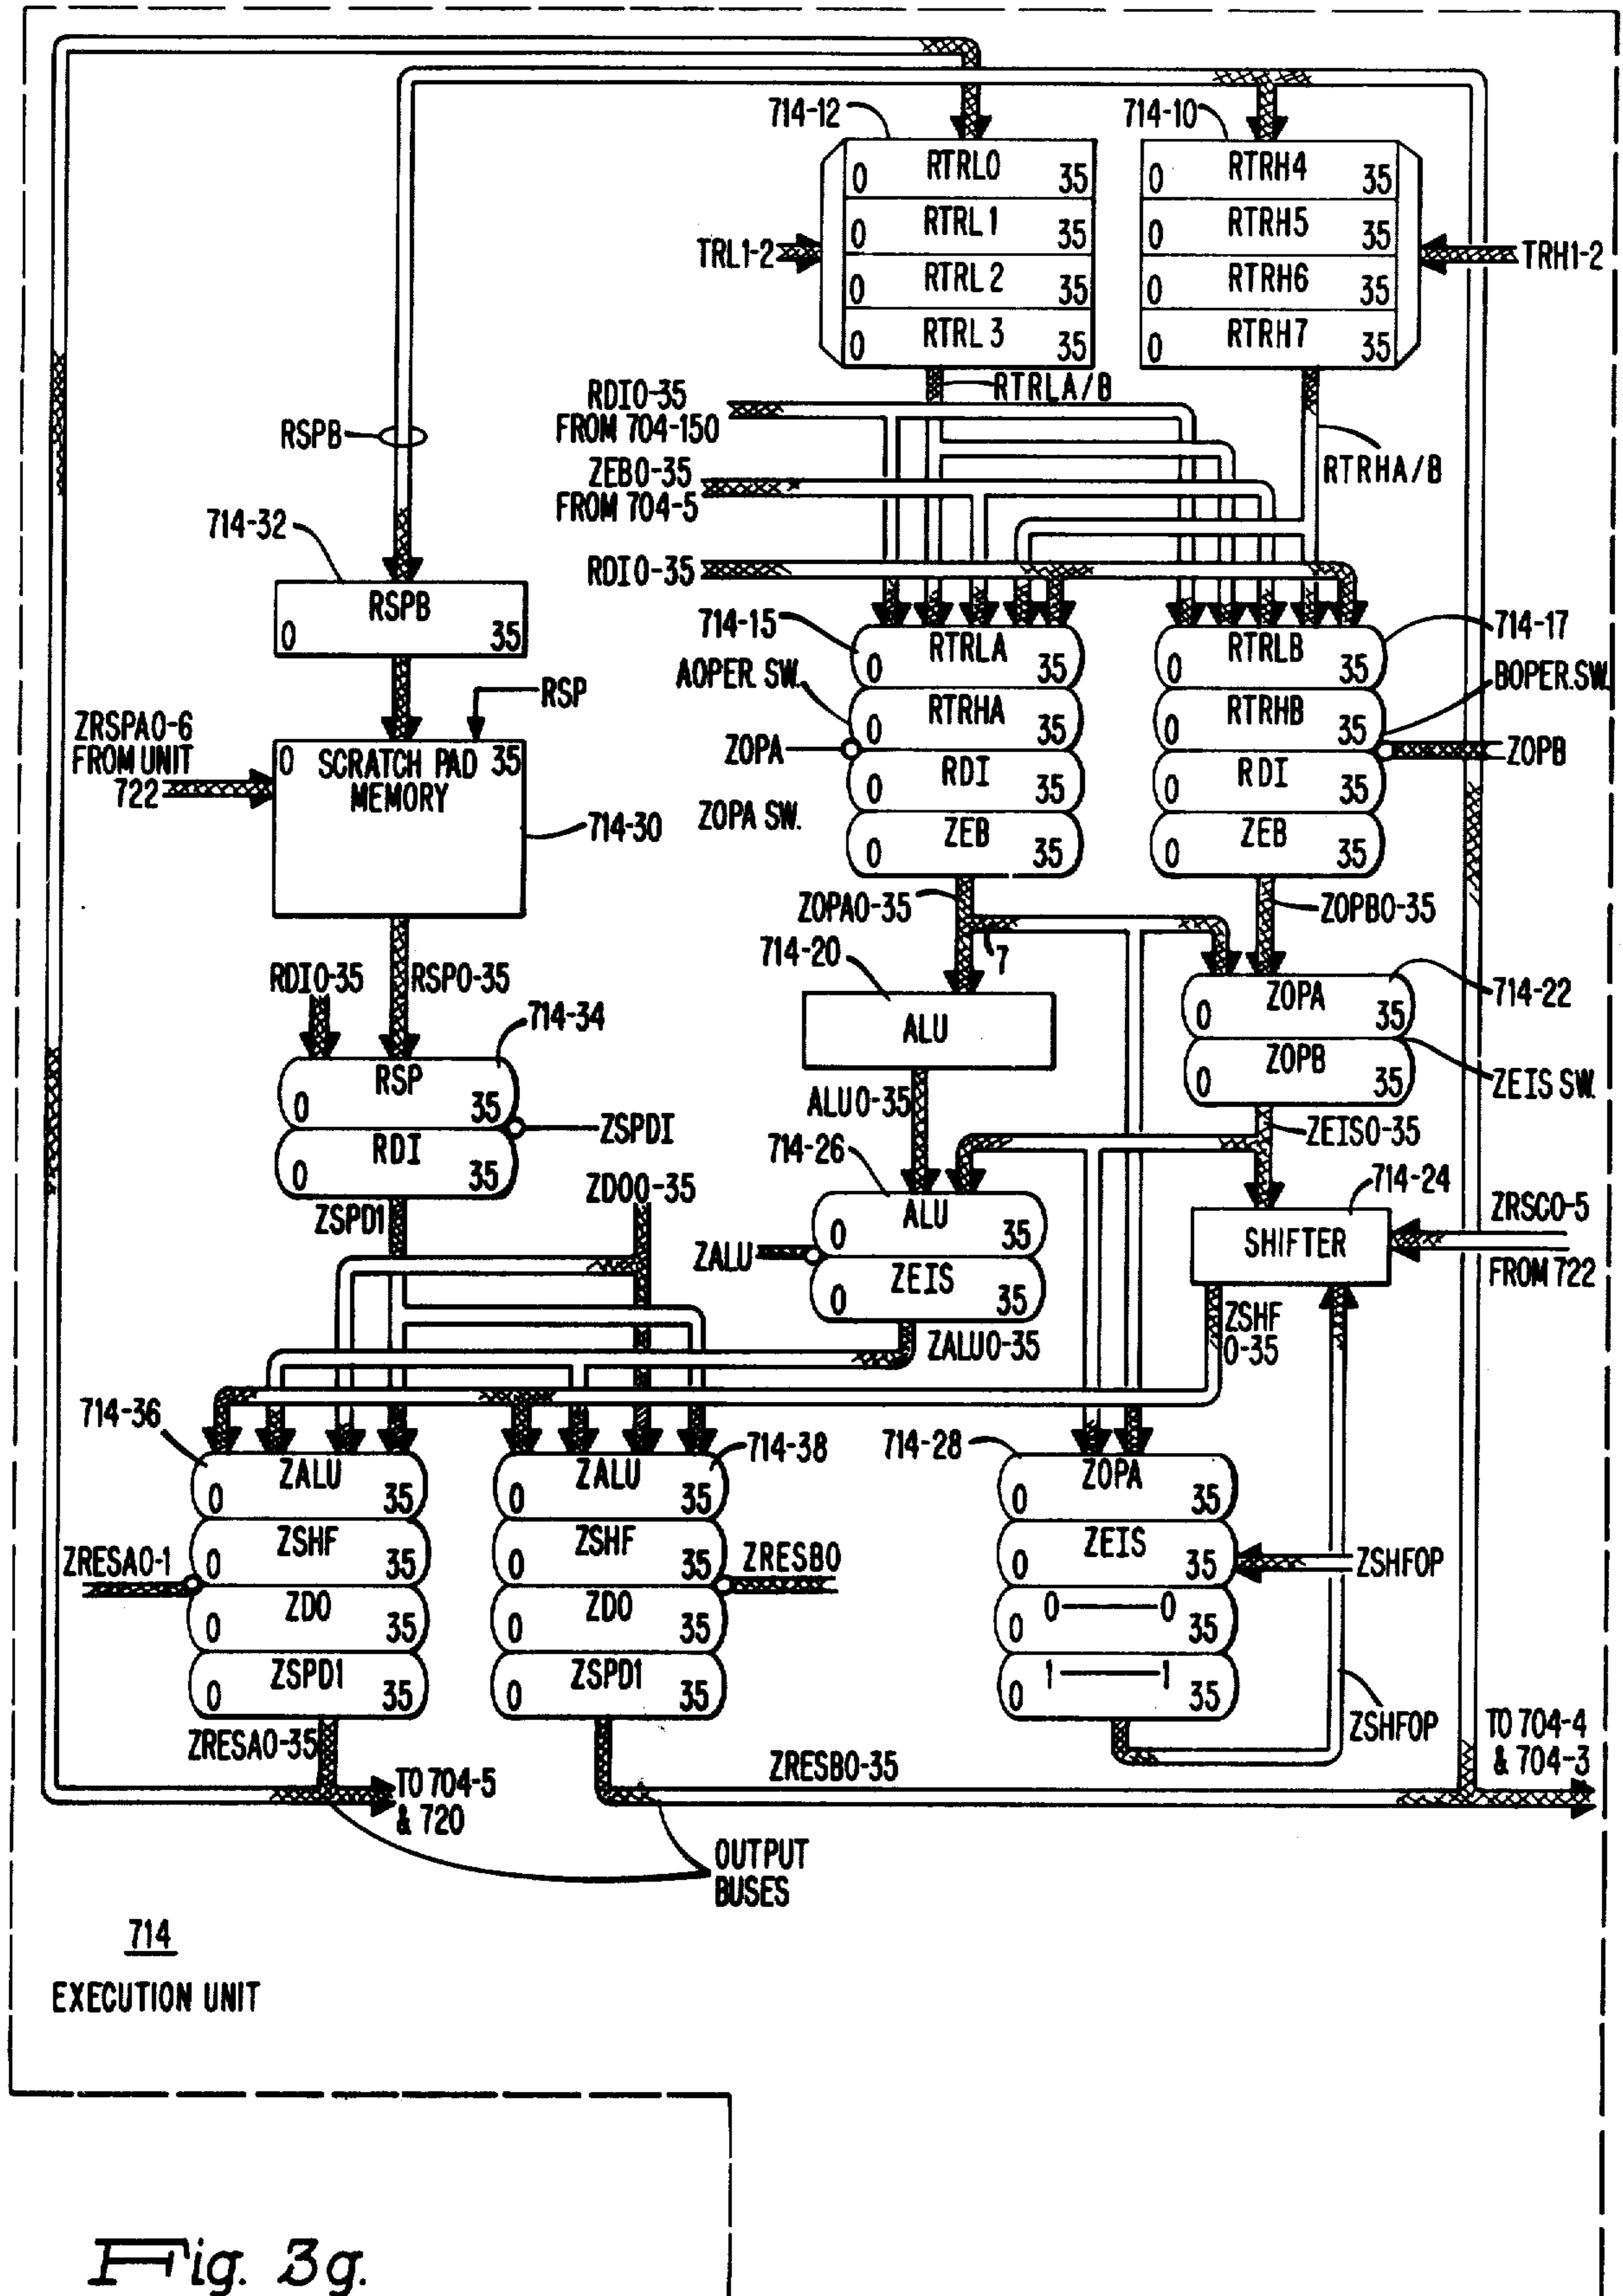 714-12
714-10
0 RTRL0 35
0 RTRL1 35
0 RTRL2 35
0 RTRL3 35
0 RTRH4 35
0 RTRH5 35
0 RTRH6 35
0 RTRH7 35
TRL1-2
TRH1-2
RTRLA/B
RTRHA/B
RDI0-35
FROM 704-150
ZEB0-35
FROM 704-5
RDI0-35
RSPB
714-32
RSPB
0 35
RSP
ZRSPA0-6
FROM UNIT
722
0 SCRATCH PAD 35
MEMORY
714-30
714-15
AOPER SW.
ZOPA
ZOPA SW.
0 RTRLA 35
0 RTRHA 35
0 RDI 35
0 ZEB 35
0 RTRLB 35
0 RTRHB 35
0 RDI 35
0 ZEB 35
714-17
BOPER.SW.
ZOPB
ZOPA0-35
ZOPB0-35
7
714-20
ALU
0 ZOPA 35
0 ZOPB 35
714-22
ZEIS SW.
RDI0-35
RSP0-35
714-34
0 RSP 35
0 RDI 35
ZSPDI
ZSPD1
ZDO0-35
ALU0-35
ZEIS0-35
714-26
0 ALU 35
0 ZEIS 35
ZALU
ZALU0-35
714-24
SHIFTER
ZRSC0-5
FROM 722
ZSHF
0-35
714-36
0 ZALU 35
0 ZSHF 35
0 ZDO 35
0 ZSPD1 35
ZRESA0-1
714-38
0 ZALU 35
0 ZSHF 35
0 ZDO 35
0 ZSPD1 35
ZRESB0
714-28
0 ZOPA 35
0 ZEIS 35
0 0——0 35
0 1——1 35
ZSHFOP
ZSHFOP
ZRESA0-35
TO 704-5
& 720
ZRESB0-35
TO 704-4
& 704-3
OUTPUT
BUSES
714
EXECUTION UNIT
Fig. 3g.